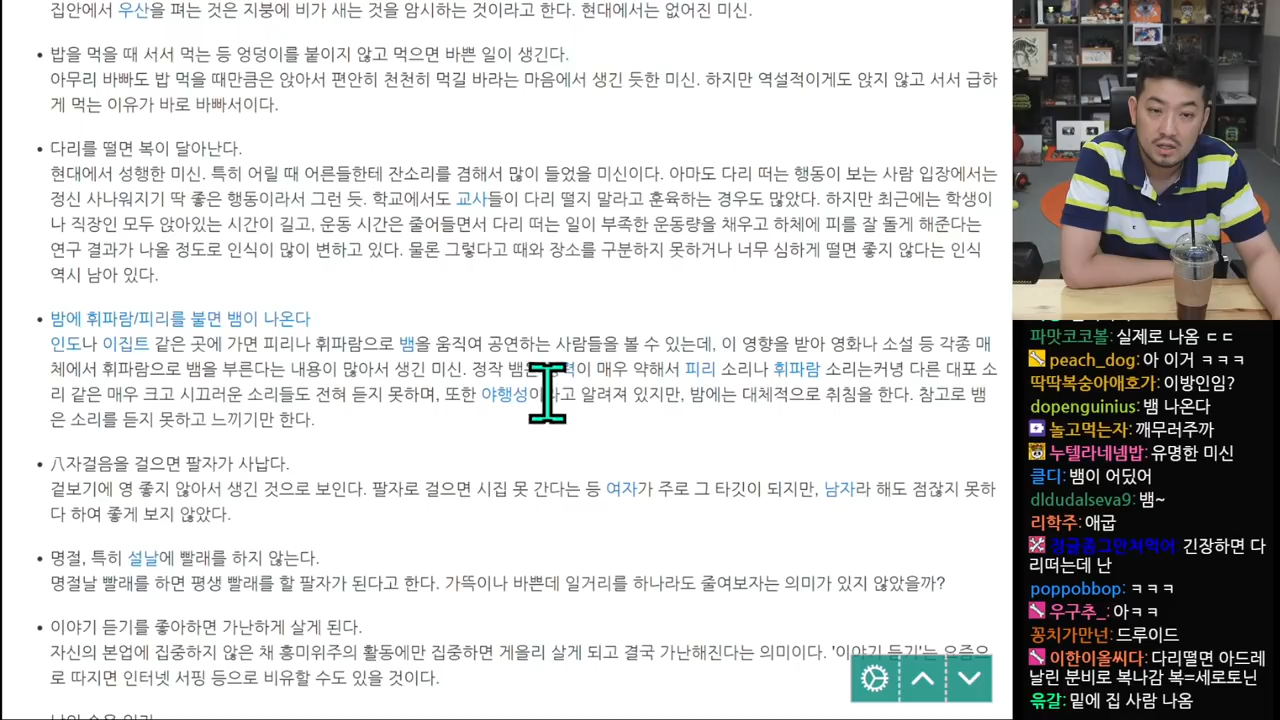 집안에서 우산을 펴는 것은 지붕에 비가 새는 것을 암시하는 것이라고 한다. 현대에서는 없어진 미신.
• 밥을 먹을 때 서서 먹는 등 엉덩이를 붙이지 않고 먹으면 바쁜 일이 생긴다.
아무리 바빠도 밥 먹을 때만큼은 앉아서 편안히 천천히 먹길 바라는 마음에서 생긴 듯한 미신. 하지만 역설적이게도 앉지 않고 서서 급하
게 먹는 이유가 바로 바빠서이다.
• 다리를 떨면 복이 달아난다.
현대에서 성행한 미신. 특히 어릴 때 어른들한테 잔소리를 겸해서 많이 들었을 미신이다. 아마도 다리 떠는 행동이 보는 사람 입장에서는
정신 사나워지기 딱 좋은 행동이라서 그런 듯. 학교에서도 교사들이 다리 떨지 말라고 훈육하는 경우도 많았다. 하지만 최근에는 학생이
나 직장인 모두 앉아있는 시간이 길고, 운동 시간은 줄어들면서 다리 떠는 일이 부족한 운동량을 채우고 하체에 피를 잘 돌게 해준다는
연구 결과가 나올 정도로 인식이 많이 변하고 있다. 물론 그렇다고 때와 장소를 구분하지 못하거나 너무 심하게 떨면 좋지 않다는 인식
역시 남아 있다.
• 밤에 휘파람/피리를 불면 뱀이 나온다
인도나 이집트 같은 곳에 가면 피리나 휘파람으로 뱀을 움직여 공연하는 사람들을 볼 수 있는데, 이 영향을 받아 영화나 소설 등 각종 매
체에서 휘파람으로 뱀을 부른다는 내용이 많아서 생긴 미신. 정작 매우 약해서 피리 소리나 휘파람 소리는커녕 다른 대포 소
리 같은 매우 크고 시끄러운 소리들도 전혀 듣지 못하며, 또한 야행성이라고 알려져 있지만, 밤에는 대체적으로 취침을 한다. 참고로 뱀
은 소리를 듣지 못하고 느끼기만 한다.
• 八자걸음을 걸으면 팔자가 사납다.
겉보기에 영 좋지 않아서 생긴 것으로 보인다. 팔자로 걸으면 시집 못 간다는 등 여자가 주로 그 타깃이 되지만, 남자라 해도 점잖지 못하
다 하여 좋게 보지 않았다.
• 명절, 특히 설날에 빨래를 하지 않는다.
명절날 빨래를 하면 평생 빨래를 할 팔자가 된다고 한다. 가뜩이나 바쁜데 일거리를 하나라도 줄여보자는 의미가 있지 않았을까?
• 이야기 듣기를 좋아하면 가난하게 살게 된다.
자신의 본업에 집중하지 않은 채 흥미위주의 활동에만 집중하면 게을리 살게 되고 결국 가난해진다는 의미이다. '이야기 듣기'는 요즘으
로 따지면 인터넷 서핑 등으로 비유할 수도 있을 것이다.
파맛코코볼: 실제로 나옴 ㄷㄷ
peach_dog: 아 이거 ㅋㅋㅋ
딱딱복숭아애호가: 이방인임?
dopenguinius: 뱀 나온다
놀고먹는자: 깨무러주까
누텔라네넴밥: 유명한 미신
클디: 뱀이 어딨어
dldudalseva9: 뱀~
리학주: 애굽
정글좀그만처먹어: 긴장하면 다
리떠는데 난
poppobbop: ㅋㅋㅋ
우구추_: 아ㅋㅋ
꽁치가만넌: 드루이드
이한이올씨다: 다리떨면 아드레
날린 분비로 복나감 복=세로토닌
윾갈: 밑에 집 사람 나옴